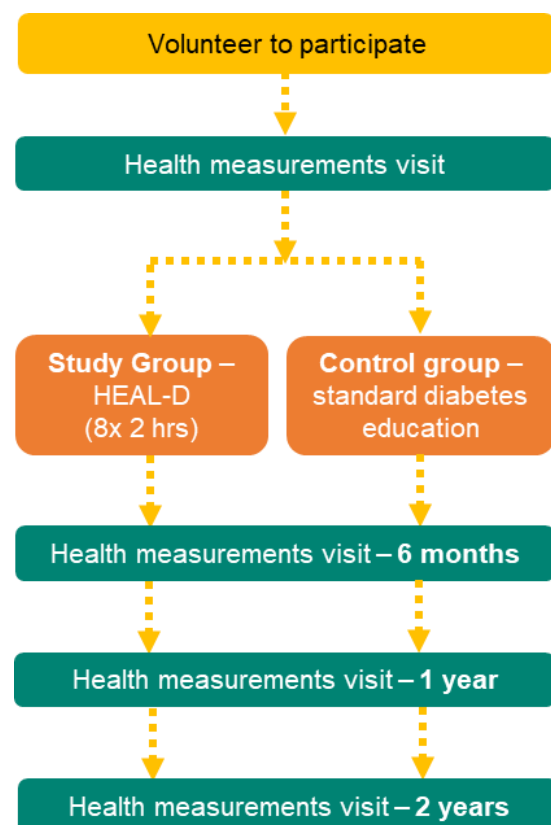 Volunteer to participate
Health measurements visit
Study Group –
HEAL-D
(8x 2 hrs)
Control group –
standard diabetes
education
Health measurements visit – 6 months
Health measurements visit – 1 year
Health measurements visit – 2 years